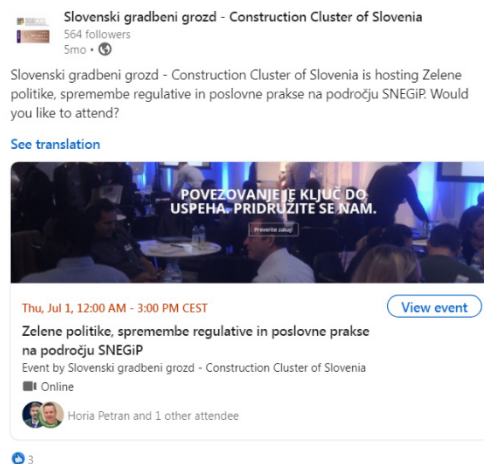 Slovenski gradbeni grozd - Construction Cluster of Slovenia
564 followers
5mo •
Slovenski gradbeni grozd - Construction Cluster of Slovenia is hosting Zelene
politike, spremembe regulative in poslovne prakse na področju SNEGiP. Would
you like to attend?
See translation
POVEZOVANJE JE KLJUČ DO
USPEHA. PRIDRUŽITE SE NAM.
Preverite zakaj!
Thu, Jul 1, 12:00 AM - 3:00 PM CEST
View event
Zelene politike, spremembe regulative in poslovne prakse
na področju SNEGiP
Event by Slovenski gradbeni grozd - Construction Cluster of Slovenia
Online
Horia Petran and 1 other attendee
3